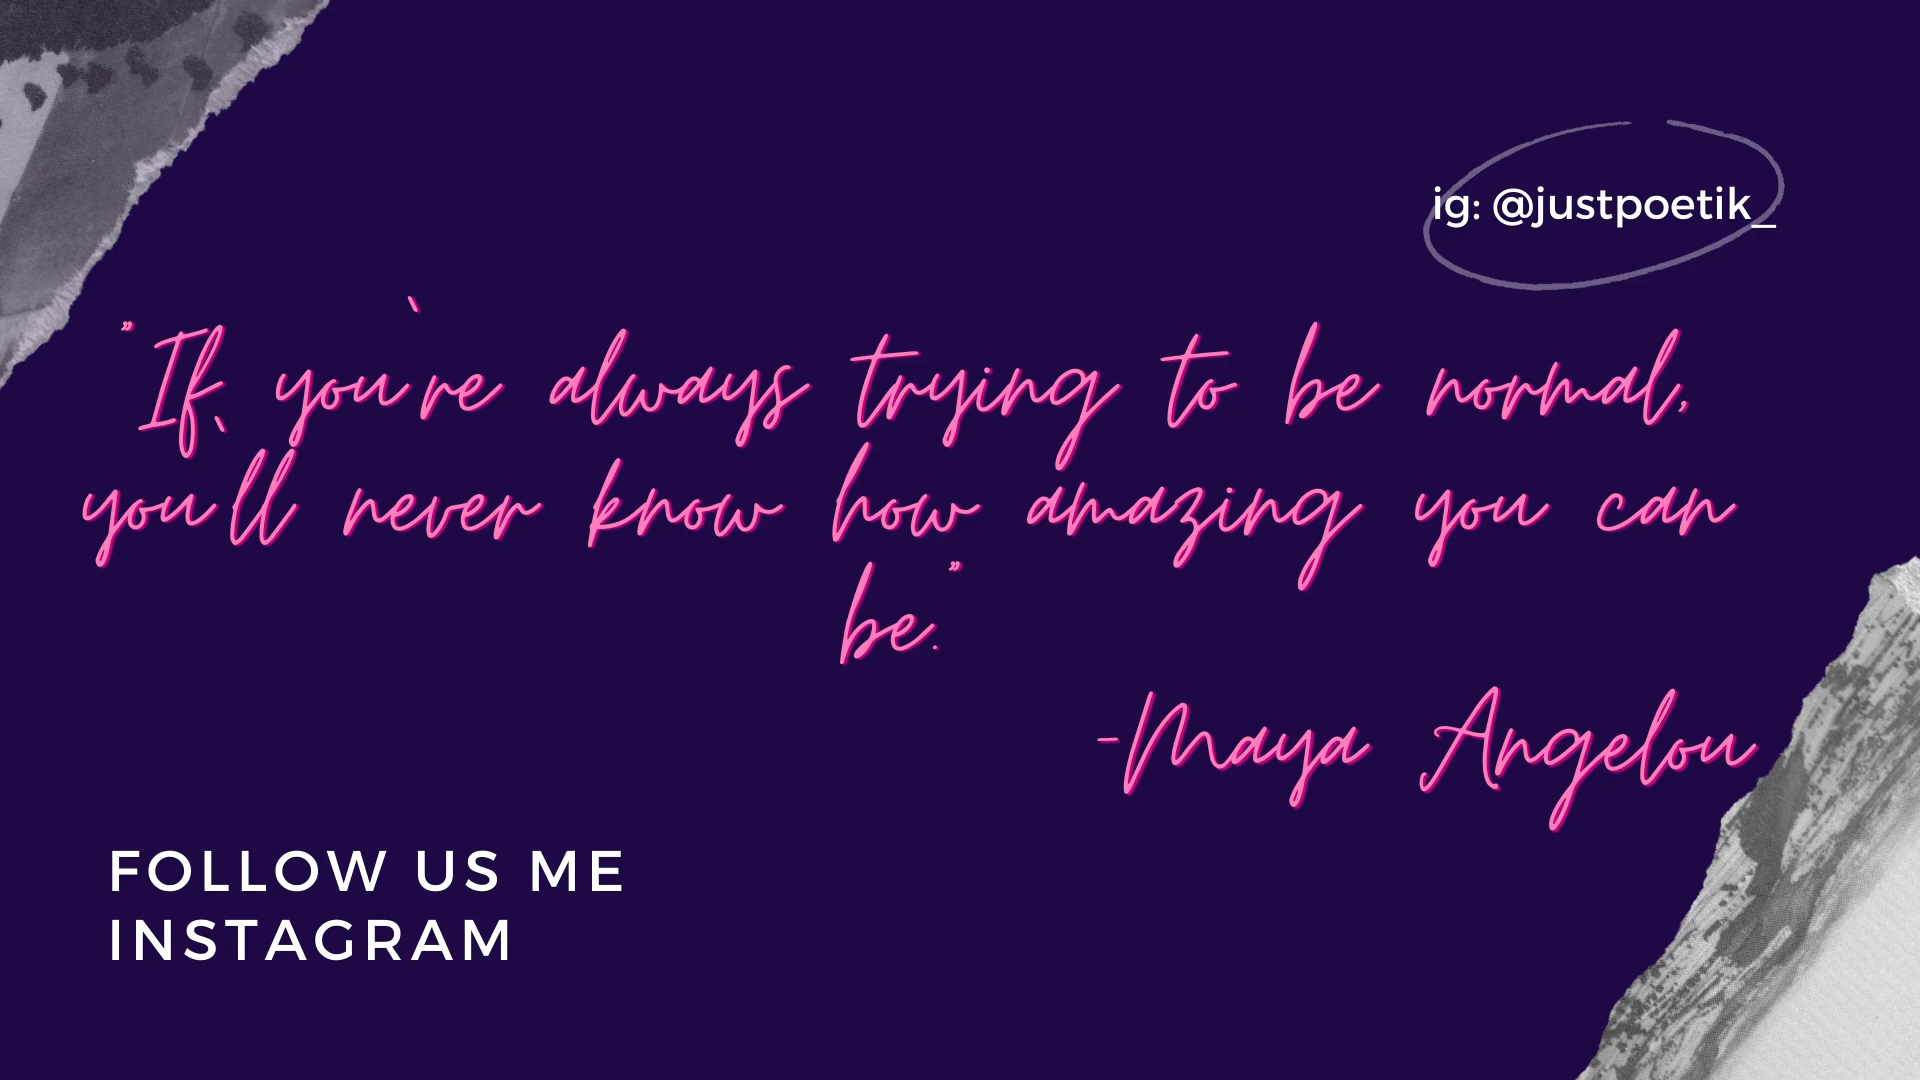 ig: @justpoetik_
"If you`re always trying to be normal,
you`ll never know how amazing you can
be."
-Maya Angelou
FOLLOW US ME
INSTAGRAM